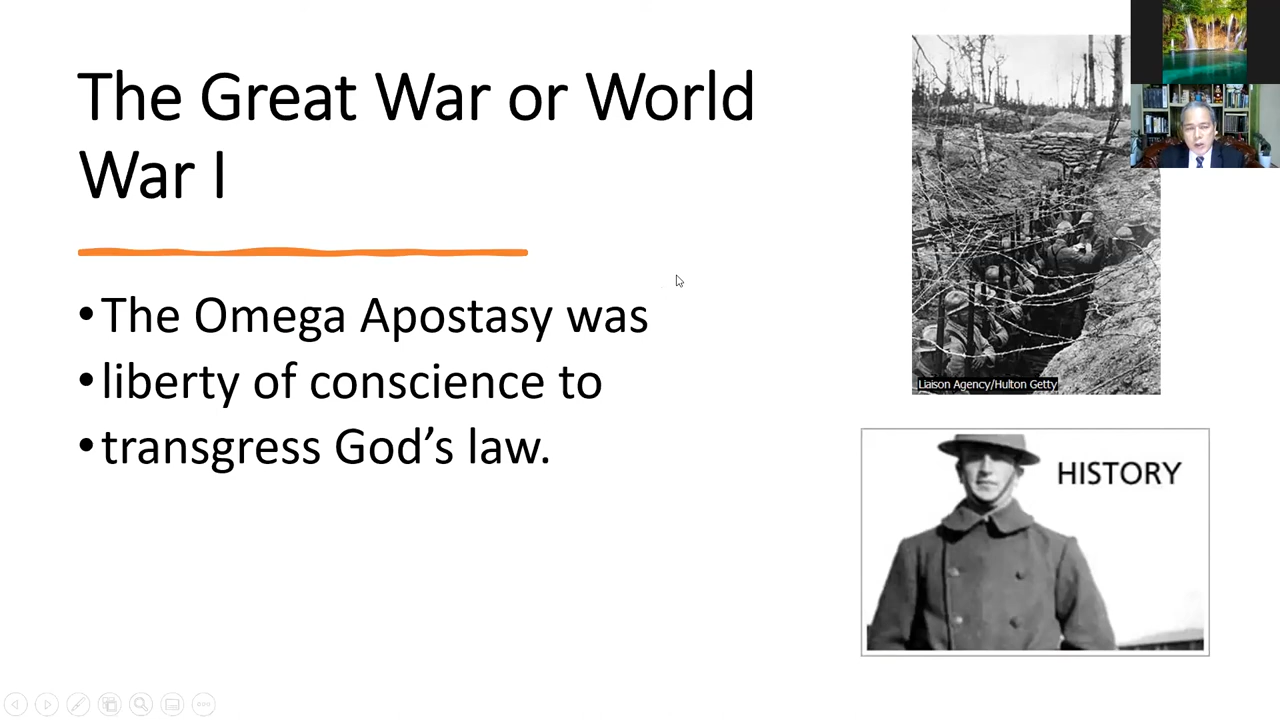 The Great War or World
War I
•The Omega Apostasy was
•liberty of conscience to
•transgress God’s law.
Liaison Agency/Hulton Getty
HISTORY